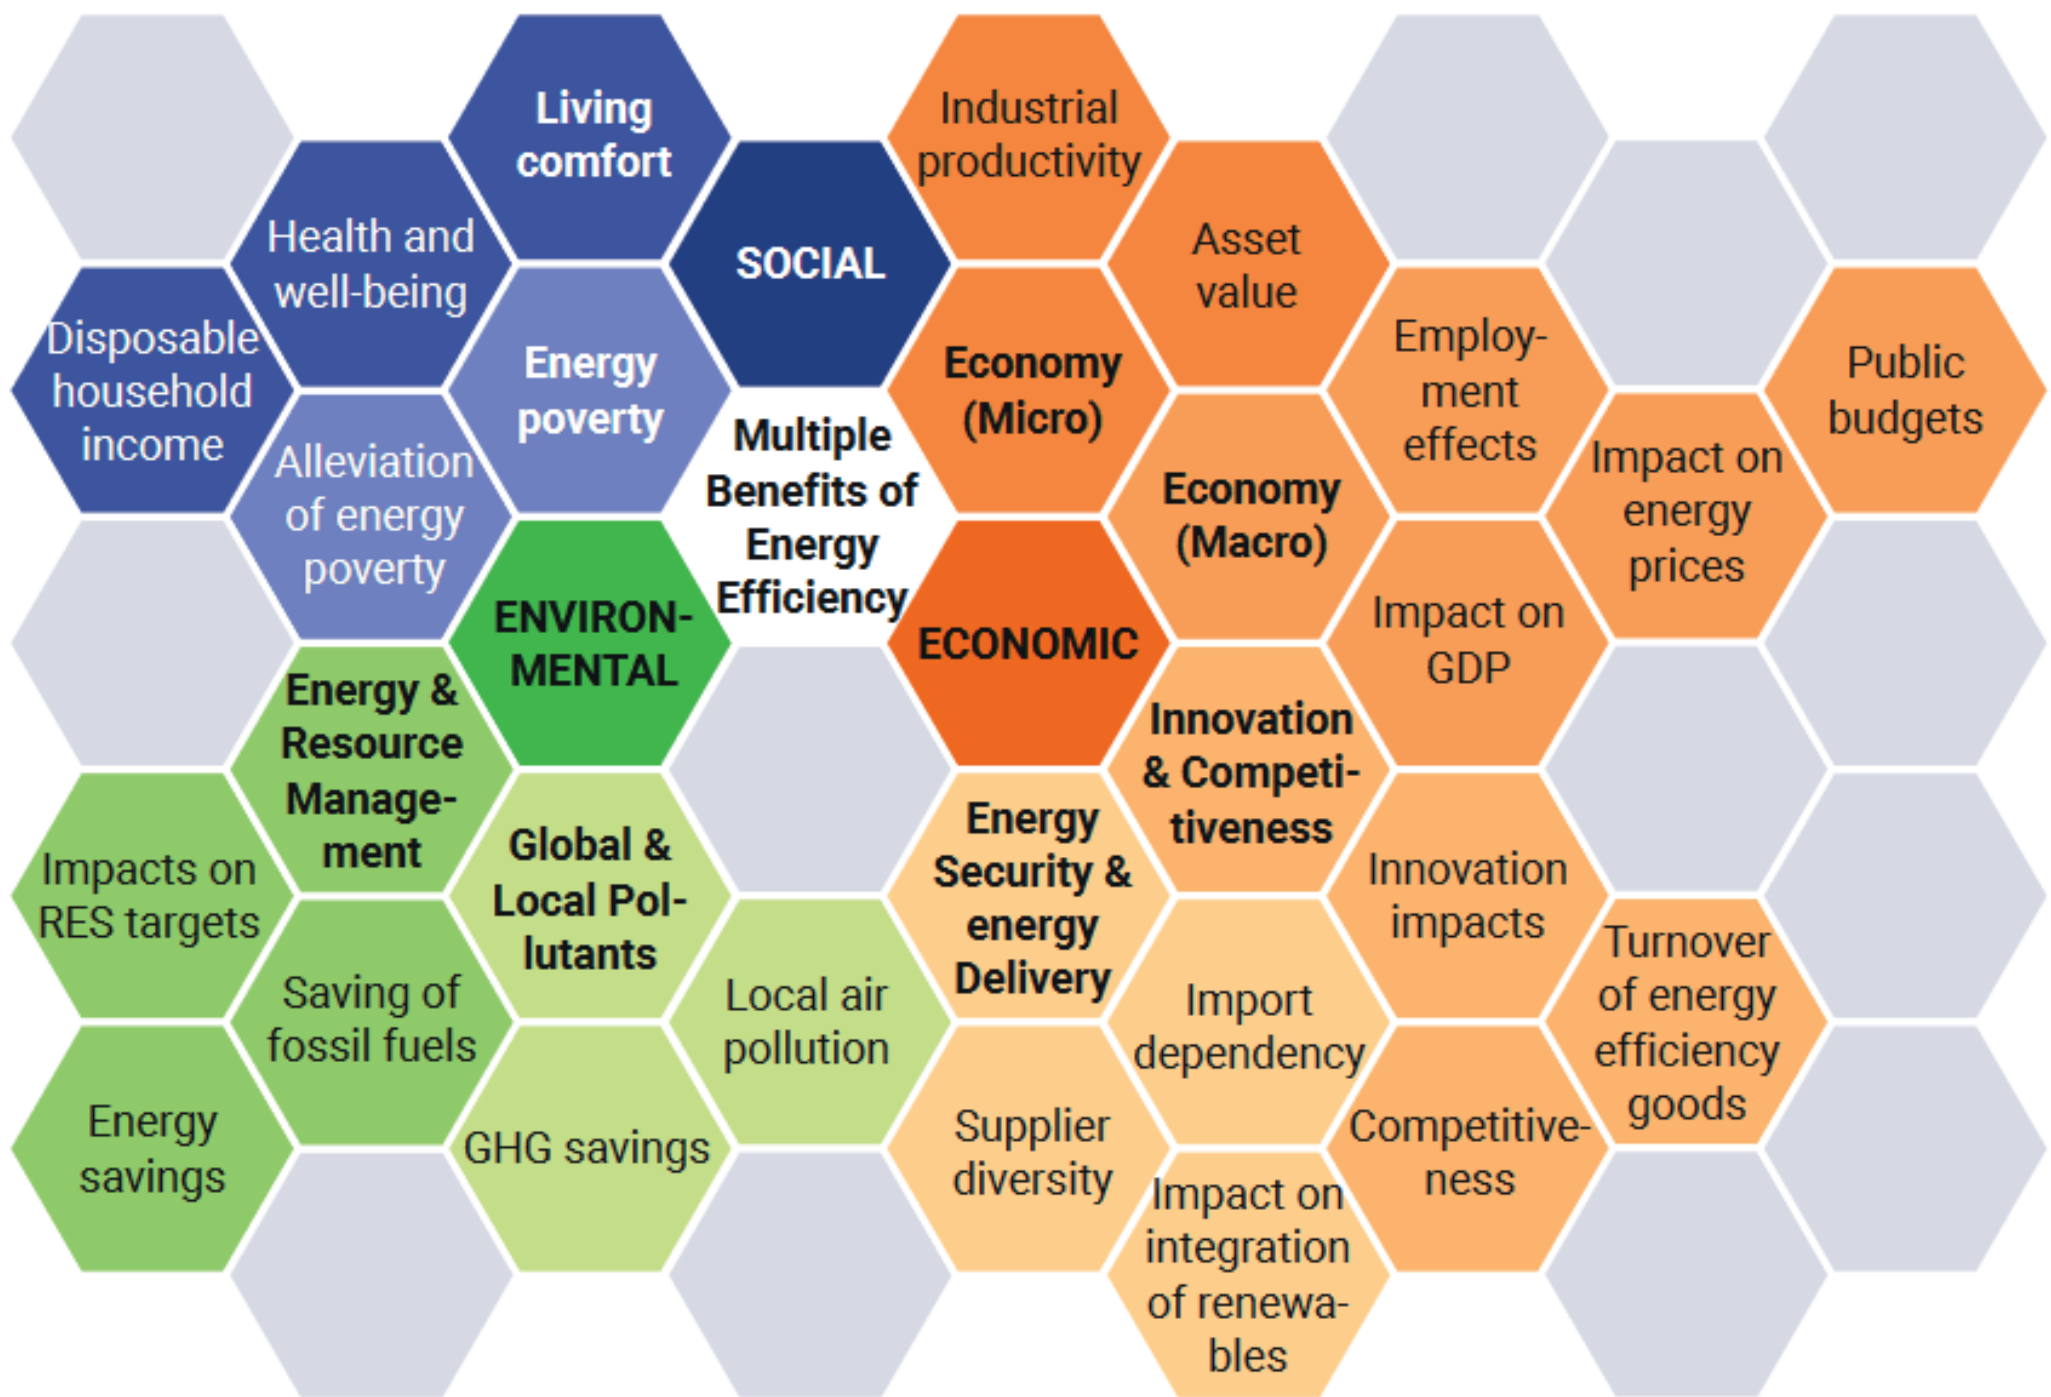 Living
comfort
Industrial
productivity
Health and
well-being
SOCIAL
Asset
value
Disposable
household
income
Energy
poverty
Economy
(Micro)
Employ-
ment
effects
Public
budgets
Alleviation
of energy
poverty
Multiple
Benefits of
Energy
Efficiency
Economy
(Macro)
Impact on
energy
prices
ENVIRON-
MENTAL
ECONOMIC
Impact on
GDP
Energy &
Resource
Manage-
ment
Innovation
& Competi-
tiveness
Impacts on
RES targets
Global &
Local Pol-
lutants
Energy
Security &
energy
Delivery
Innovation
impacts
Saving of
fossil fuels
Local air
pollution
Import
dependency
Turnover
of energy
efficiency
goods
Energy
savings
GHG savings
Supplier
diversity
Competitive-
ness
Impact on
integration
of renewa-
bles